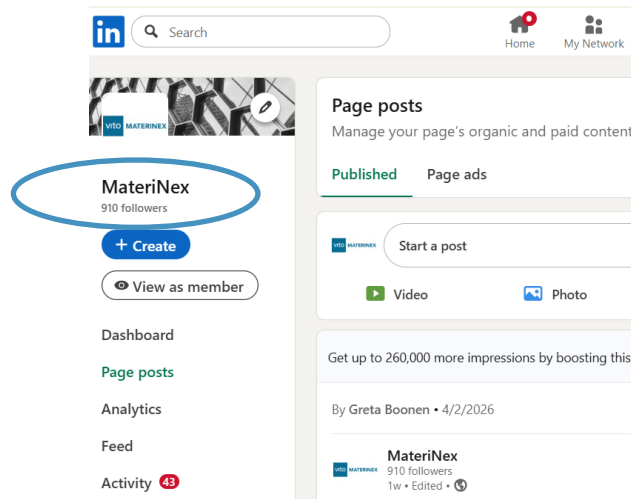 in
Search
Home
My Network
vito MATERINEX
MateriNex
910 followers
+ Create
View as member
Dashboard
Page posts
Analytics
Feed
Activity 43
Page posts
Manage your page's organic and paid content
Published Page ads
vito MATERINEX
Start a post
Video
Photo
Get up to 260,000 more impressions by boosting this
By Greta Boonen • 4/2/2026
vito MATERINEX
MateriNex
910 followers
1w • Edited •